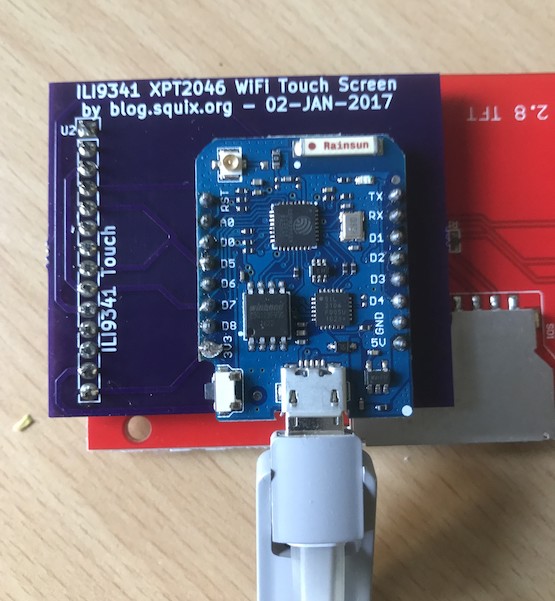 ILI9341 XPT2046 WiFi Touch Screen
by blog.squix.org - 02-JAN-2017
2.8 TFT
U2
Rainsun
ILI9341 Touch
RST
A0
D0
D5
D6
D7
D8
3V3
TX
RX
D1
D2
D3
D4
GND
5V